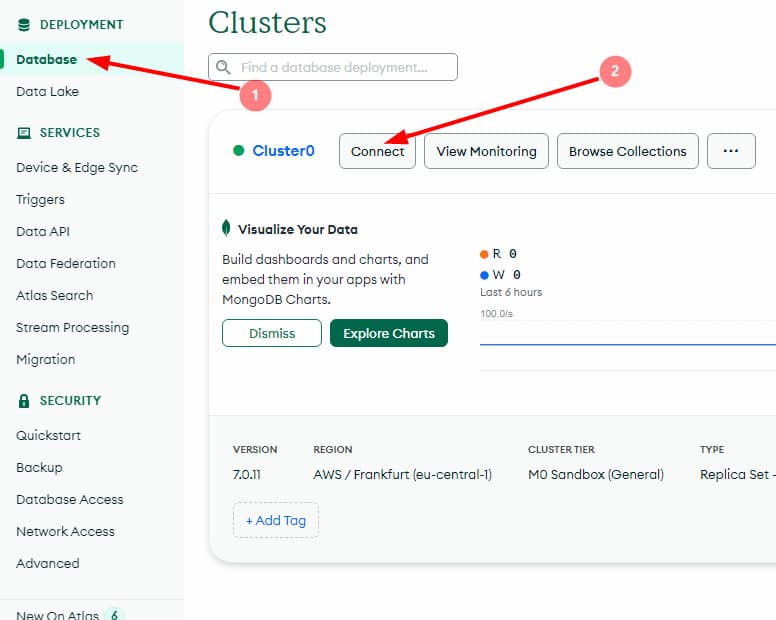 DEPLOYMENT
Database
Data Lake
SERVICES
Device & Edge Sync
Triggers
Data API
Data Federation
Atlas Search
Stream Processing
Migration
SECURITY
Quickstart
Backup
Database Access
Network Access
Advanced
New On Atlas 6
Clusters
Find a database deployment...
1
2
Cluster0 Connect View Monitoring Browse Collections ...
Visualize Your Data
Build dashboards and charts, and
embed them in your apps with
MongoDB Charts.
Dismiss Explore Charts
R 0
W 0
Last 6 hours
100.0/s
VERSION REGION CLUSTER TIER TYPE
7.0.11 AWS / Frankfurt (eu-central-1) M0 Sandbox (General) Replica Set -
+ Add Tag